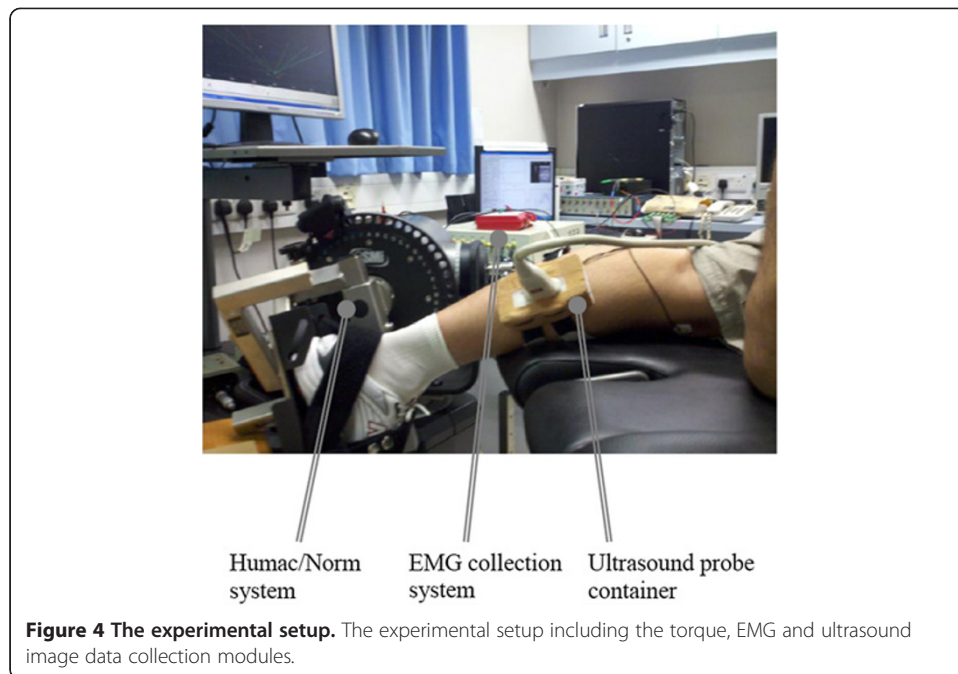 Humac/Norm
system
EMG collection
system
Ultrasound probe
container
Figure 4 The experimental setup. The experimental setup including the torque, EMG and ultrasound
image data collection modules.